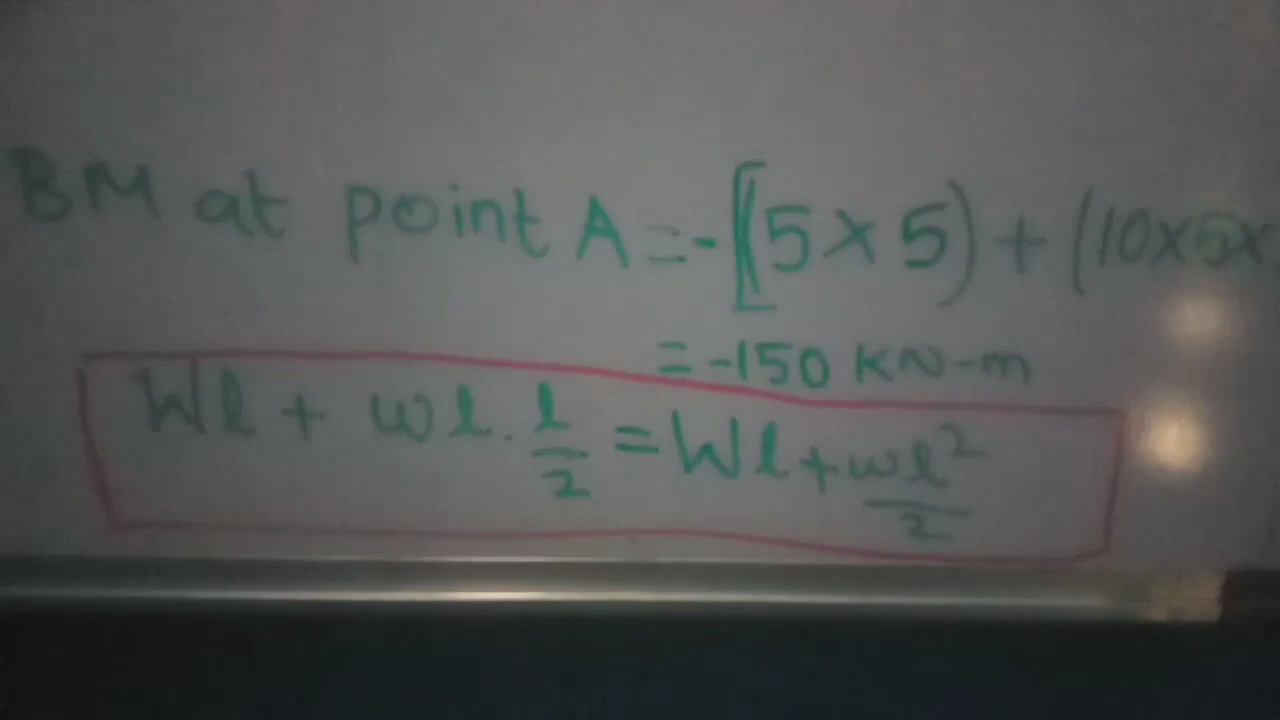 BM at point A = -[(5 × 5) + (10×5×
= -150 KN-m
Wl + wl . l/2 = Wl + wl²/2